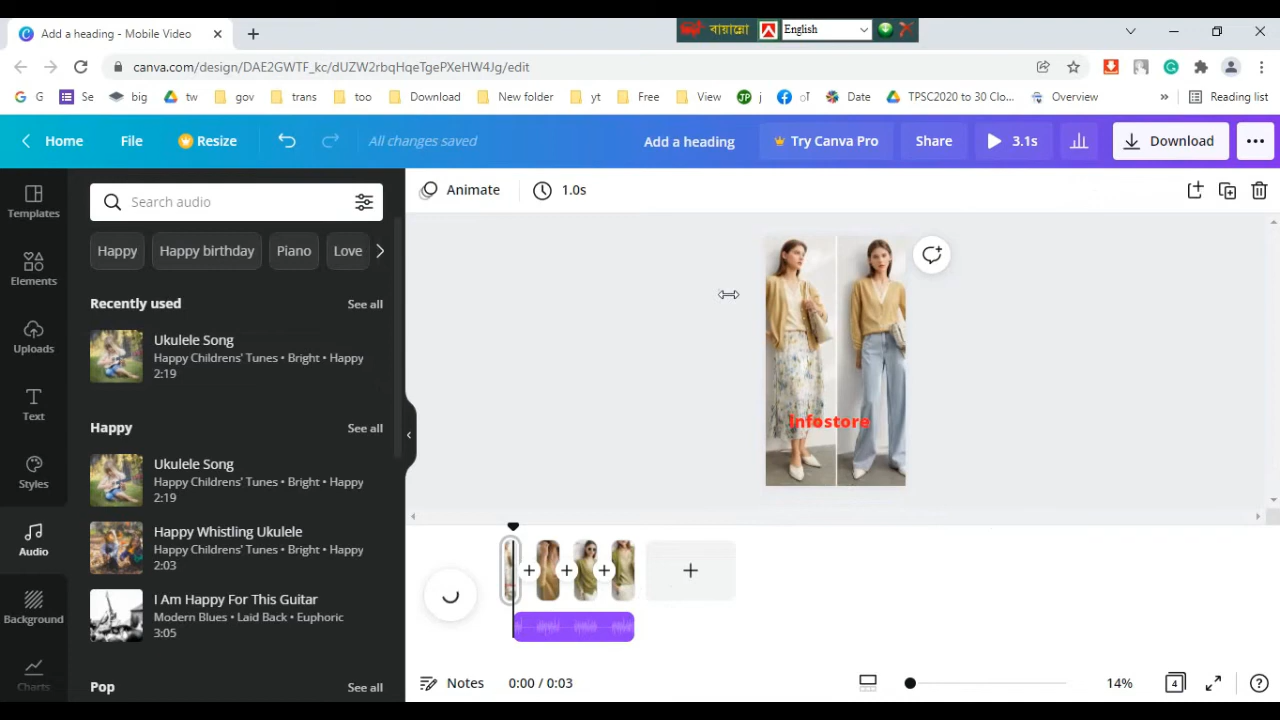 Add a heading - Mobile Video
বায়ান্নো
English
canva.com/design/DAE2GWTF_kc/dUZW2rbqHqeTgePXeHW4Jg/edit
G
Se
big
tw
gov
trans
too
Download
New folder
yt
Free
View
j
Date
TPSC2020 to 30 Clo...
Overview
Reading list
Home
File
Resize
All changes saved
Add a heading
Try Canva Pro
Share
3.1s
Download
Templates
Elements
Uploads
Text
Styles
Audio
Background
Charts
Search audio
Happy
Happy birthday
Piano
Love
Recently used
See all
Ukulele Song
Happy Childrens' Tunes • Bright • Happy
2:19
Happy
See all
Ukulele Song
Happy Childrens' Tunes • Bright • Happy
2:19
Happy Whistling Ukulele
Happy Childrens' Tunes • Bright • Happy
2:03
I Am Happy For This Guitar
Modern Blues • Laid Back • Euphoric
3:05
Pop
See all
Animate
1.0s
Infostore
Notes
0:00 / 0:03
14%
4